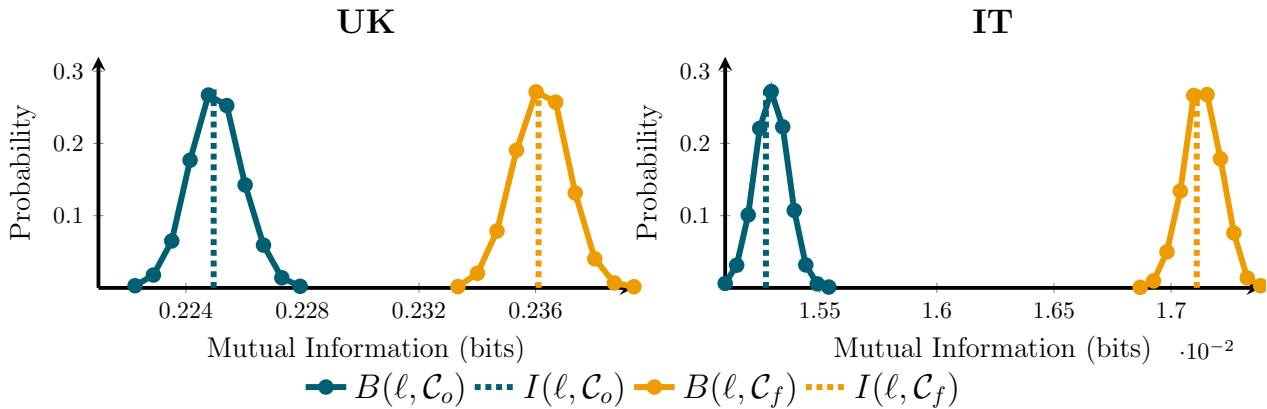 UK
Probability
0.3
0.2
0.1
0.224 0.228 0.232 0.236
Mutual Information (bits)
IT
Probability
0.3
0.2
0.1
1.55 1.6 1.65 1.7
Mutual Information (bits) ·10⁻²
B(ℓ, 𝒞ₒ) I(ℓ, 𝒞ₒ) B(ℓ, 𝒞_f) I(ℓ, 𝒞_f)